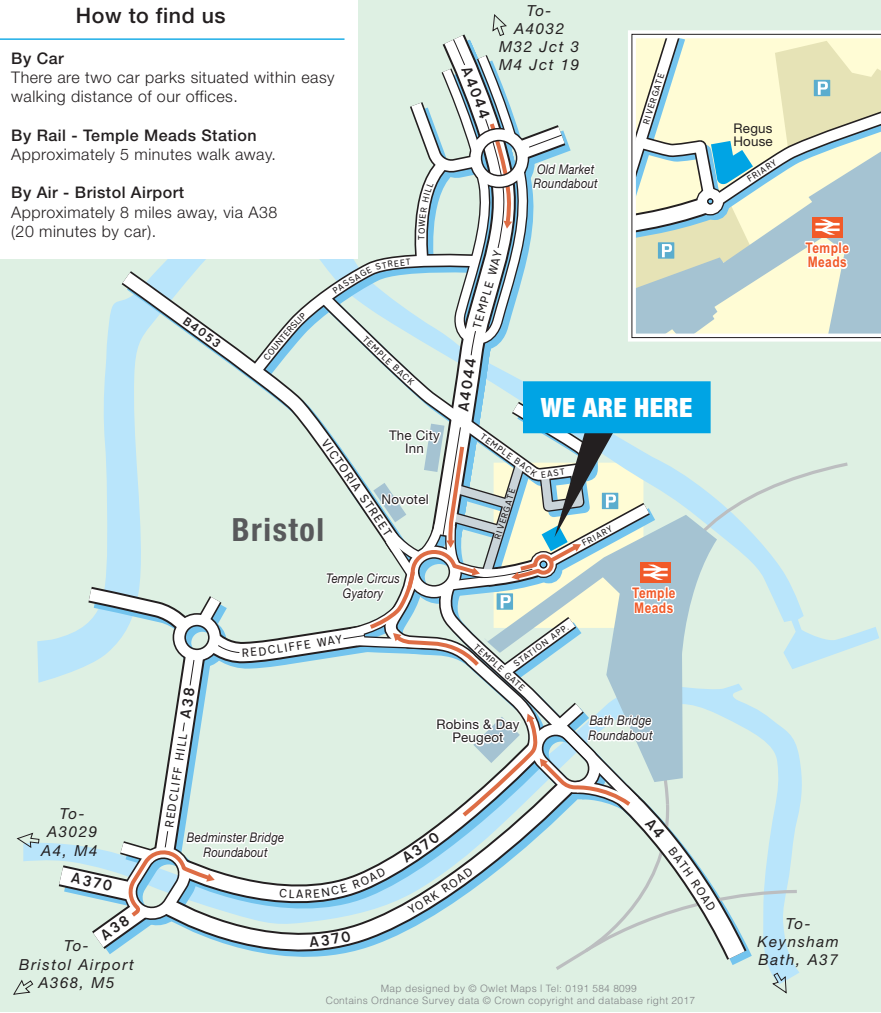 How to find us
By Car
There are two car parks situated within easy
walking distance of our offices.
By Rail - Temple Meads Station
Approximately 5 minutes walk away.
By Air - Bristol Airport
Approximately 8 miles away, via A38
(20 minutes by car).
To-
A4032
M32 Jct 3
M4 Jct 19
A4044
Old Market
Roundabout
TOWER HILL
PASSAGE STREET
TEMPLE WAY
COUNTERSLIP
B4053
TEMPLE BACK
A4044
RIVERGATE
P
Regus
House
FRIARY
P
Temple
Meads
WE ARE HERE
The City
Inn
TEMPLE BACK EAST
VICTORIA STREET
Novotel
RIVERGATE
P
Bristol
FRIARY
Temple Circus
Gyatory
P
Temple
Meads
REDCLIFFE WAY
STATION APP.
TEMPLE GATE
A38
REDCLIFF HILL
Robins & Day
Peugeot
Bath Bridge
Roundabout
To-
A3029
A4, M4
Bedminster Bridge
Roundabout
A370
CLARENCE ROAD
A370
YORK ROAD
A370
A4
BATH ROAD
A38
To-
Bristol Airport
A368, M5
To-
Keynsham
Bath, A37
Map designed by © Owlet Maps I Tel: 0191 584 8099
Contains Ordnance Survey data © Crown copyright and database right 2017